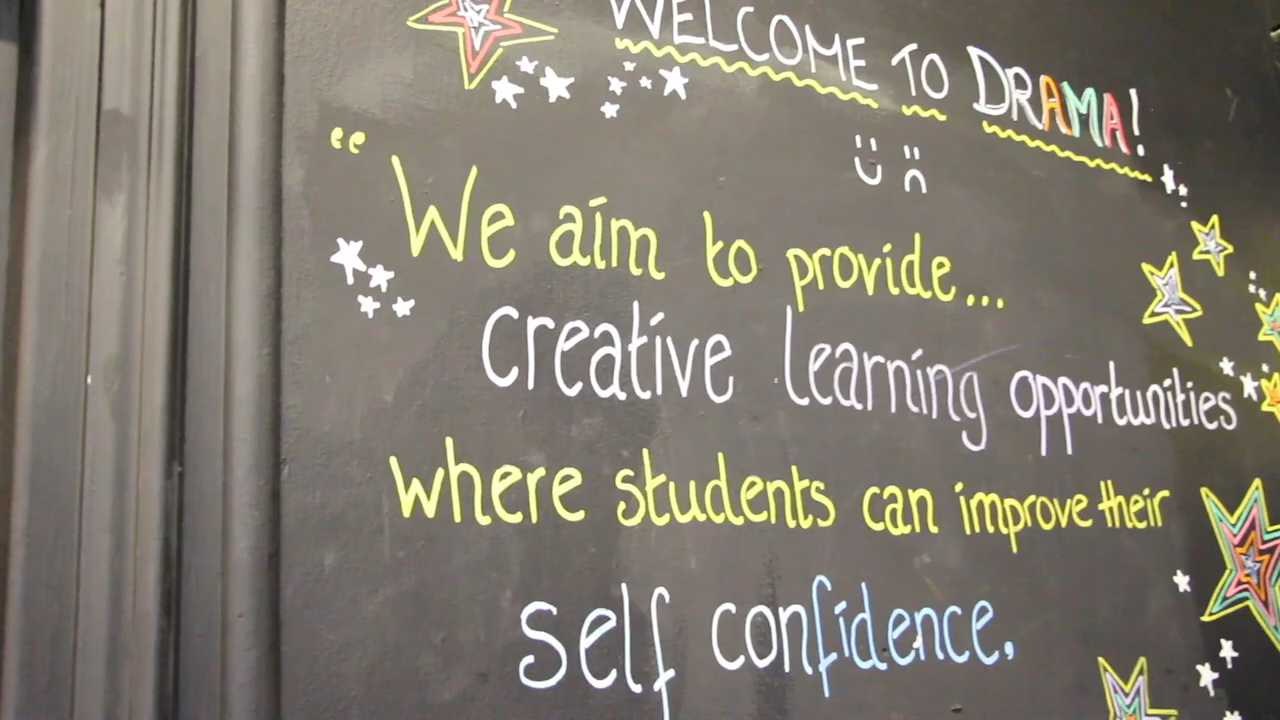 WELCOME TO DRAMA!
"We aim to provide...
creative learning opportunities
where students can improve their
self confidence,